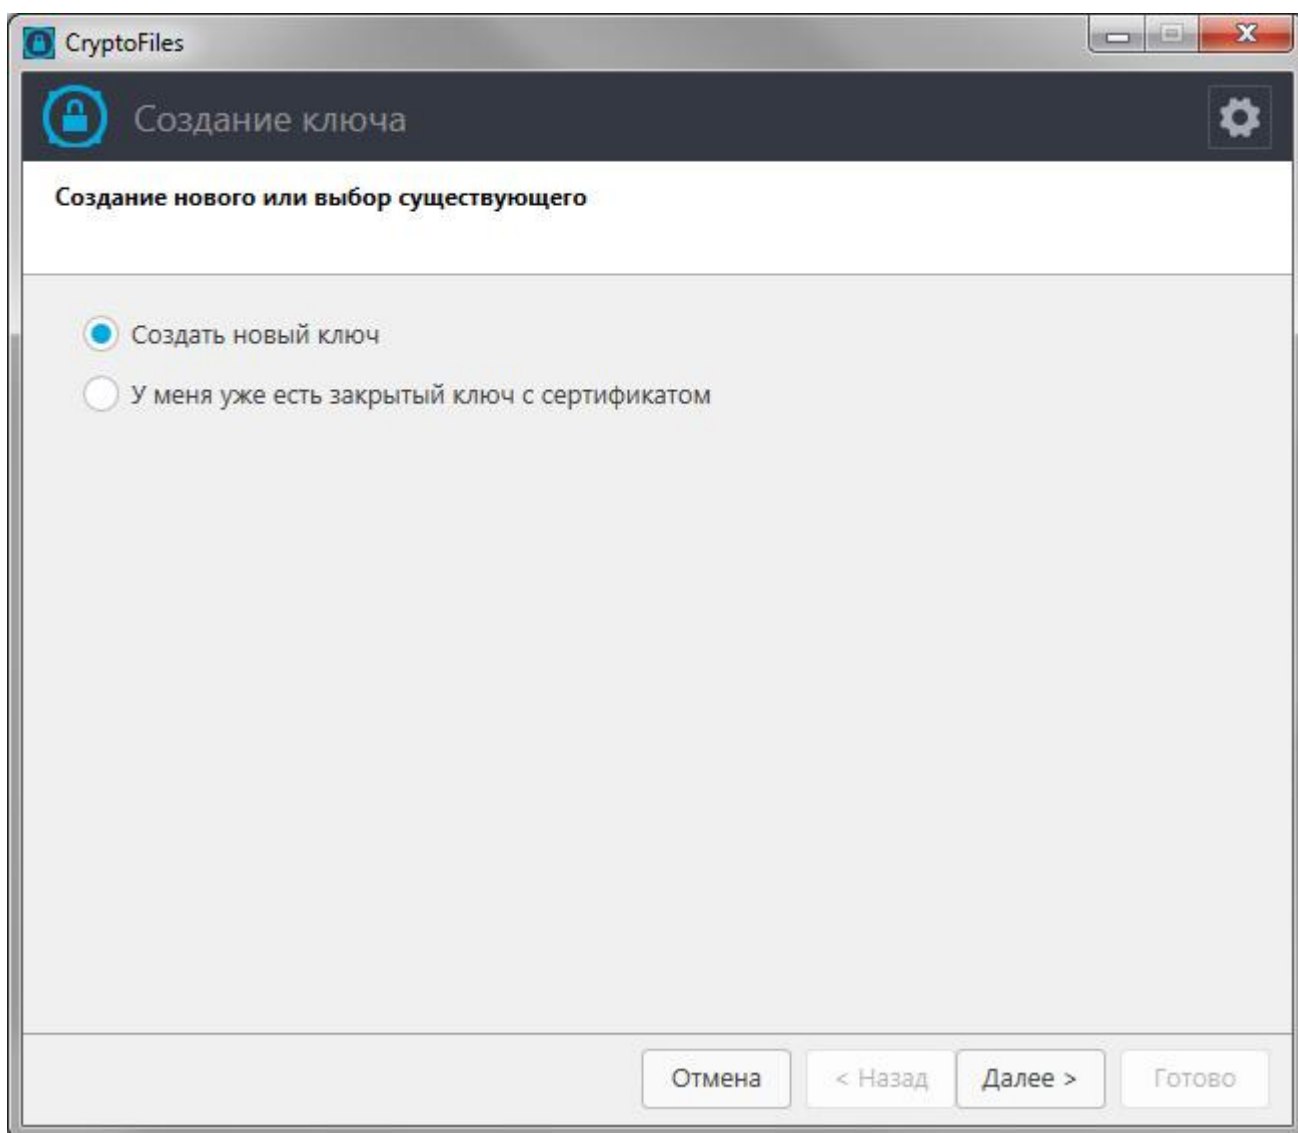 CryptoFiles
Создание ключа
Создание нового или выбор существующего
Создать новый ключ
У меня уже есть закрытый ключ с сертификатом
Отмена < Назад Далее > Готово